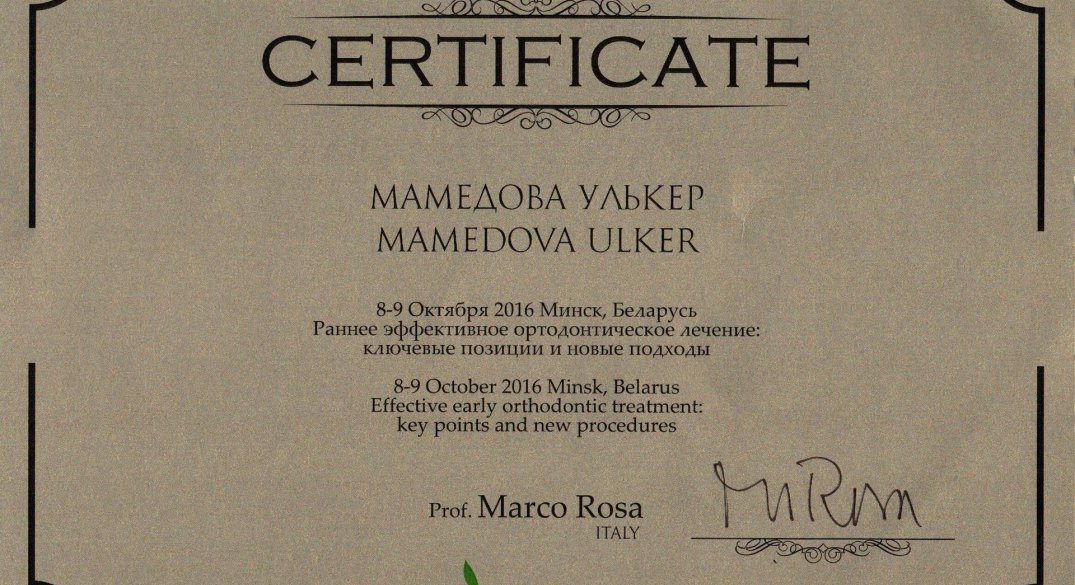 CERTIFICATE
МАМЕДОВА УЛЬКЕР
MAMEDOVA ULKER
8-9 Октября 2016 Минск, Беларусь
Раннее эффективное ортодонтическое лечение:
ключевые позиции и новые подходы
8-9 October 2016 Minsk, Belarus
Effective early orthodontic treatment:
key points and new procedures
Prof. Marco Rosa
ITALY
M Rosa